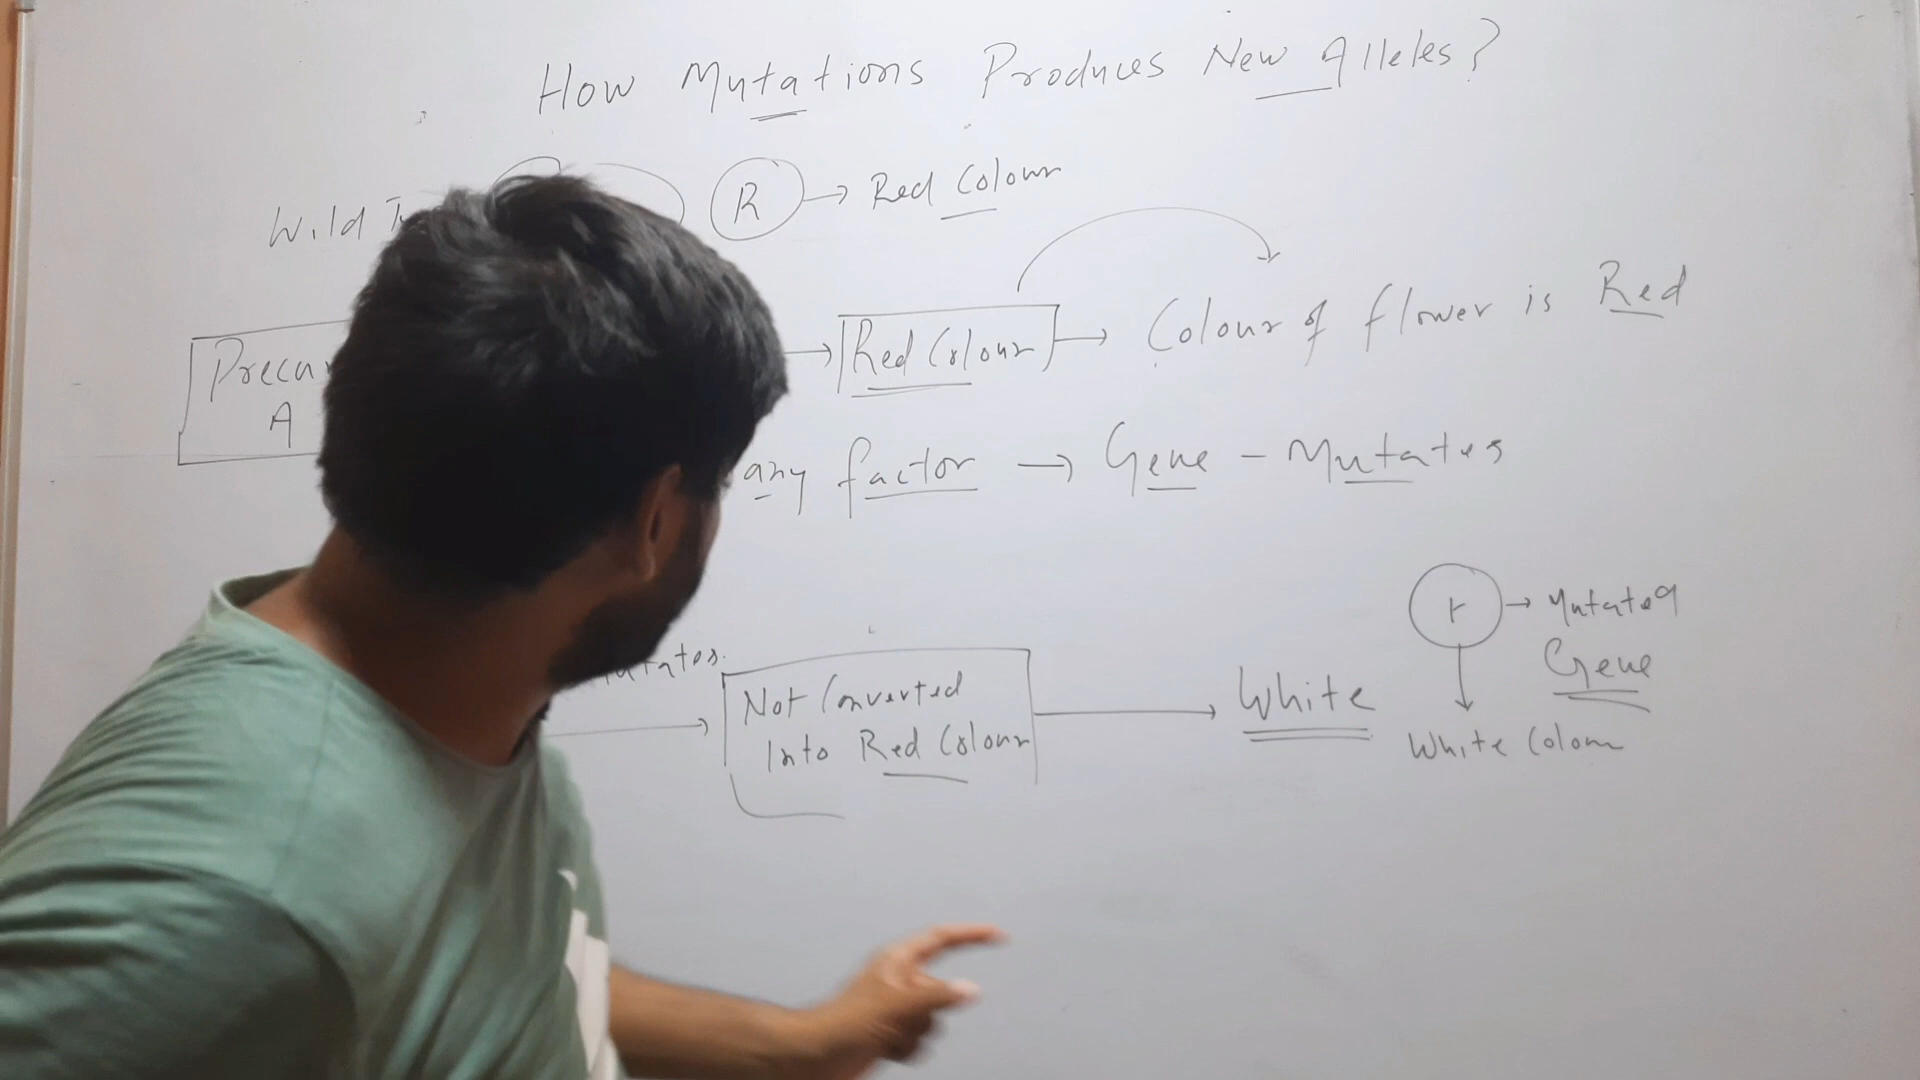 How Mutations Produces New Alleles?
Wild R → Red Colour
A → Red Colour → Colour of flower is Red
any factor → Gene - Mutates
Not Converted Into Red Colour → White
r → Mutated Gene
White Colour